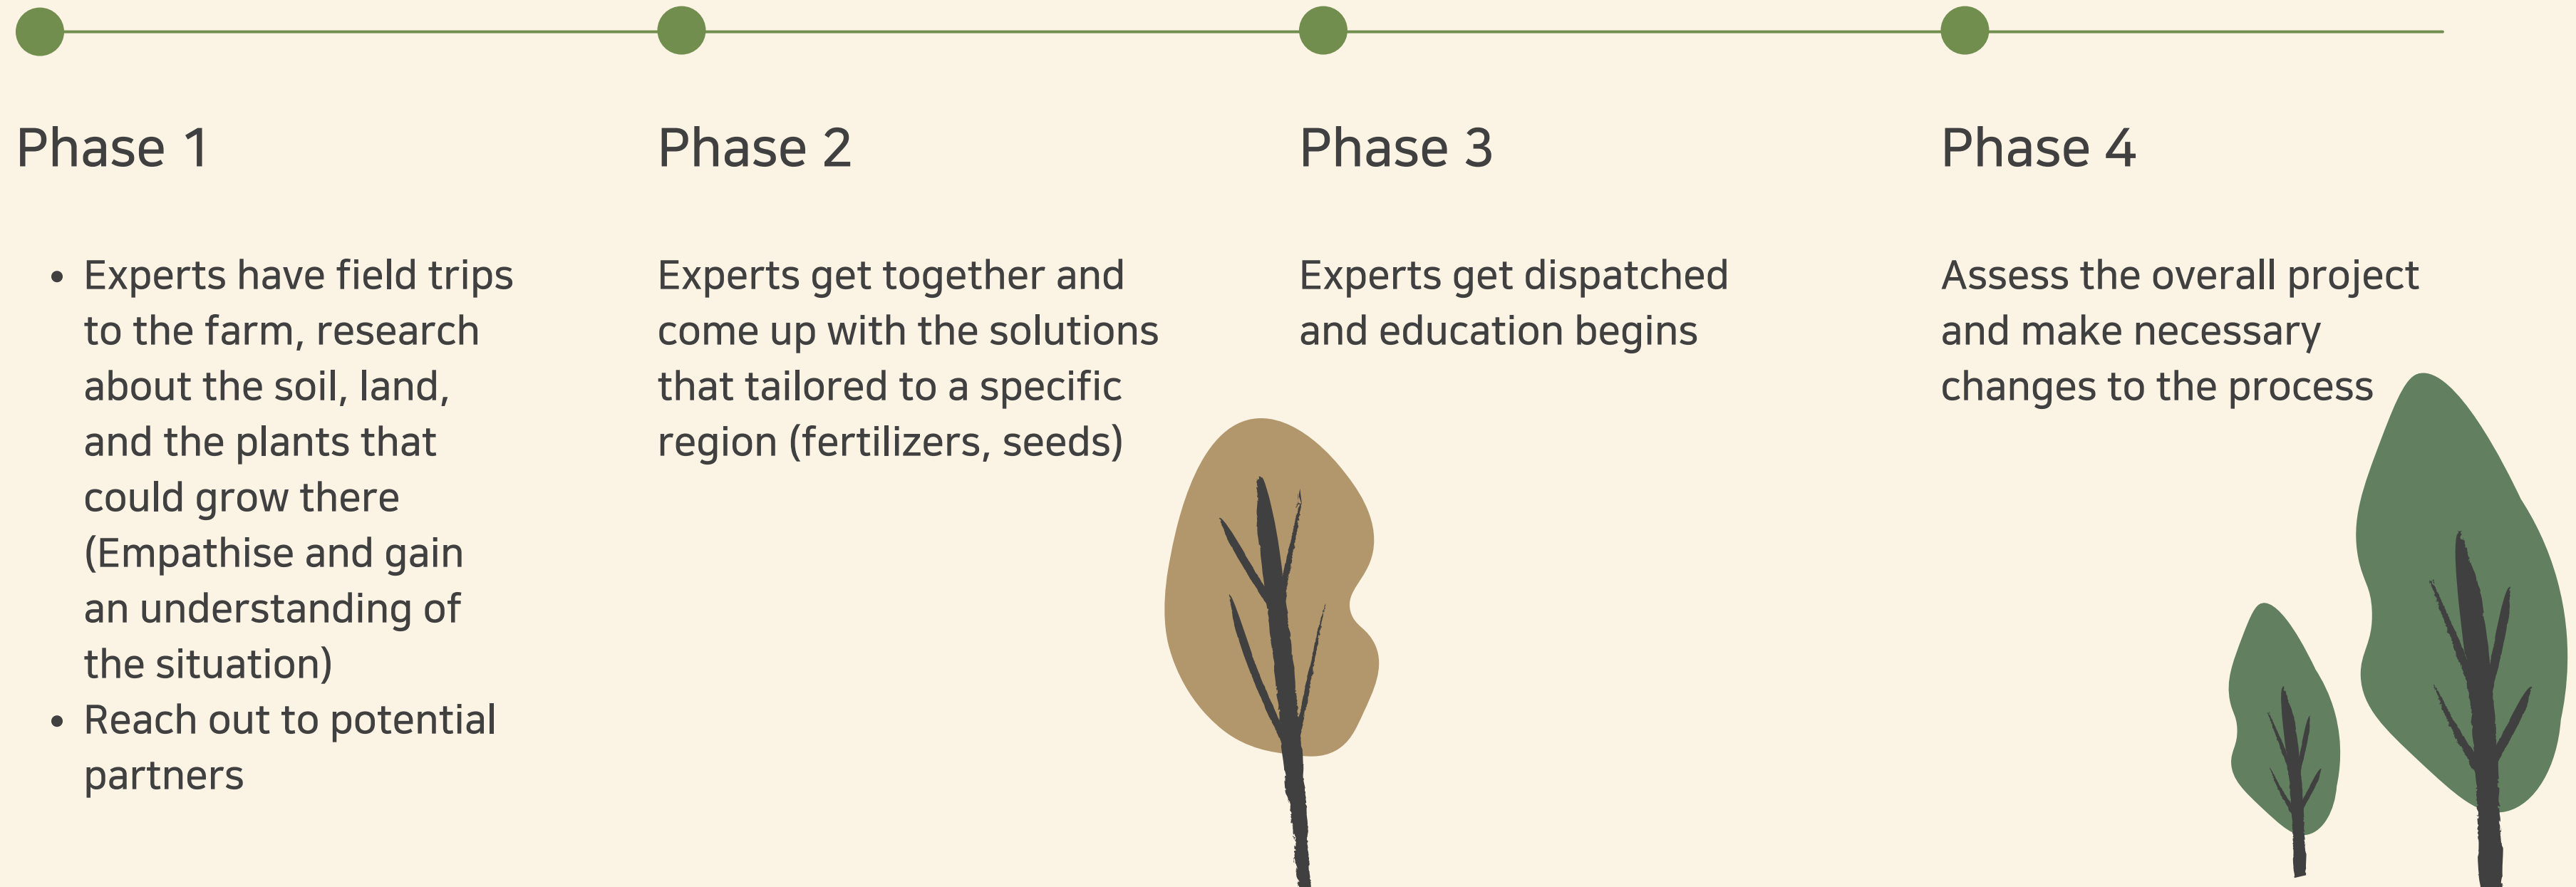 Phase 1
• Experts have field trips
to the farm, research
about the soil, land,
and the plants that
could grow there
(Empathise and gain
an understanding of
the situation)
• Reach out to potential
partners
Phase 2
Experts get together and
come up with the solutions
that tailored to a specific
region (fertilizers, seeds)
Phase 3
Experts get dispatched
and education begins
Phase 4
Assess the overall project
and make necessary
changes to the process